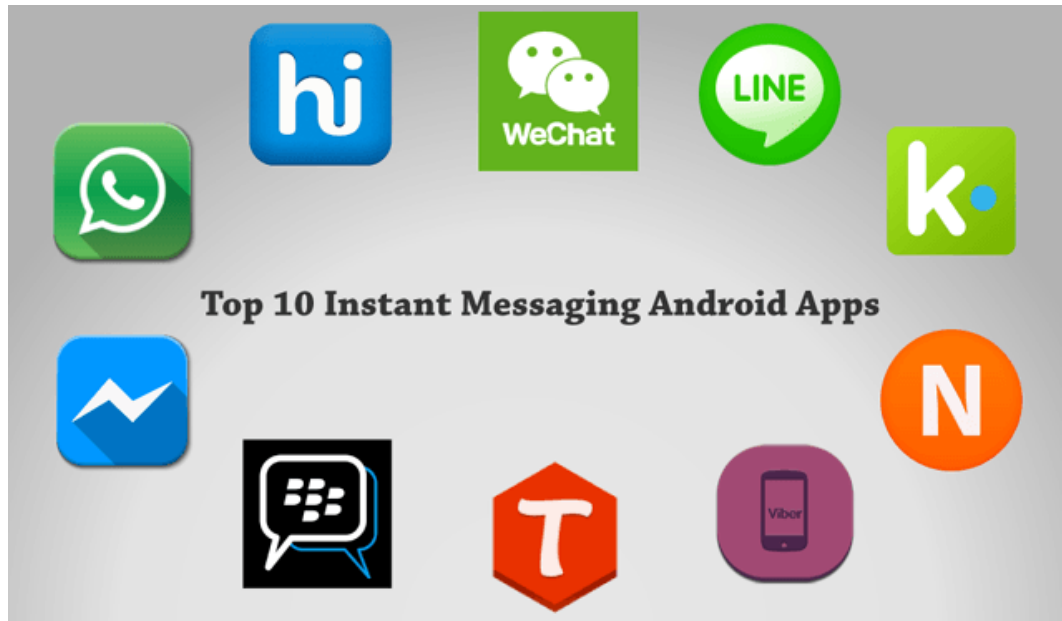 hi
WeChat
LINE
k
Top 10 Instant Messaging Android Apps
N
Viber
T